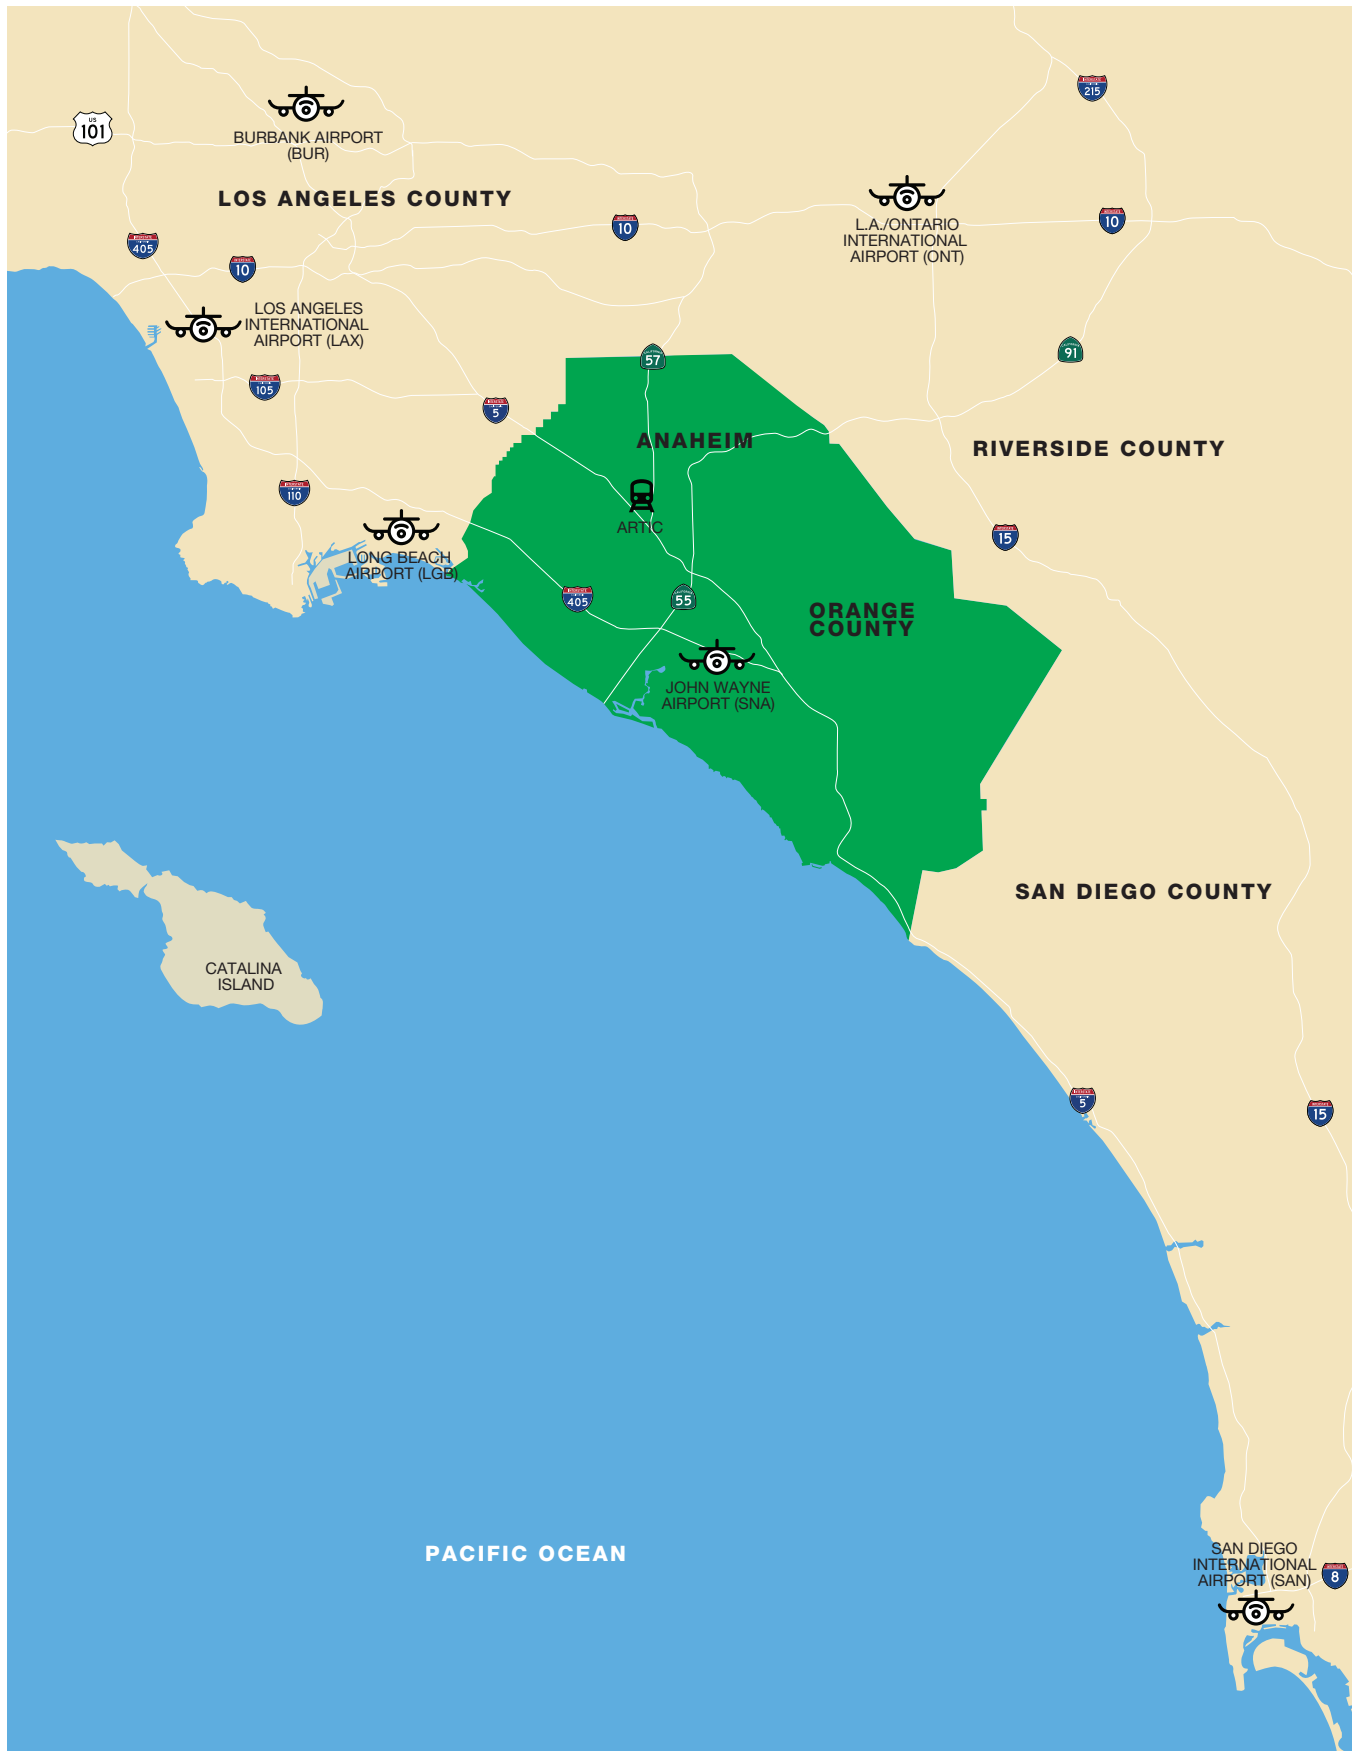 215
US
101
BURBANK AIRPORT
(BUR)
LOS ANGELES COUNTY
L.A./ONTARIO
INTERNATIONAL
AIRPORT (ONT)
10
10
405
10
LOS ANGELES
INTERNATIONAL
AIRPORT (LAX)
57
91
105
5
ANAHEIM
RIVERSIDE COUNTY
110
ARTIC
15
LONG BEACH
AIRPORT (LGB)
405
55
ORANGE
COUNTY
JOHN WAYNE
AIRPORT (SNA)
SAN DIEGO COUNTY
CATALINA
ISLAND
5
15
PACIFIC OCEAN
SAN DIEGO
INTERNATIONAL
AIRPORT (SAN)
8